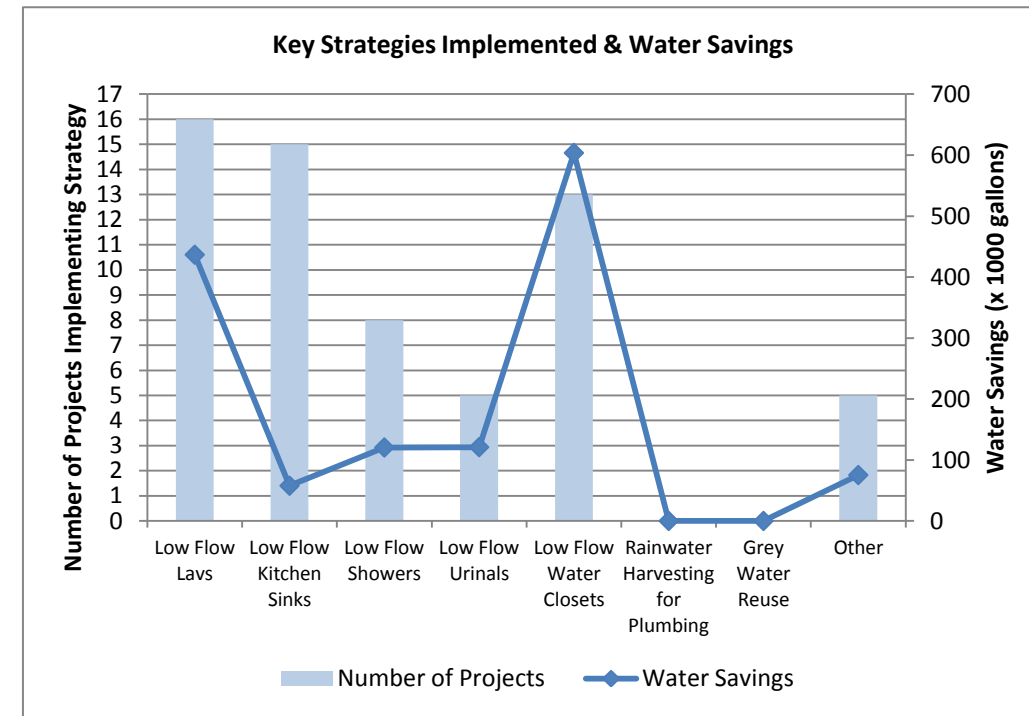 Key Strategies Implemented & Water Savings
Number of Projects Implementing Strategy
17
16
15
14
13
12
11
10
9
8
7
6
5
4
3
2
1
0
700
600
500
400
300
200
100
0
Water Savings (x 1000 gallons)
Low Flow
Lavs
Low Flow
Kitchen
Sinks
Low Flow
Showers
Low Flow
Urinals
Low Flow
Water
Closets
Rainwater
Harvesting
for
Plumbing
Grey
Water
Reuse
Other
Number of Projects
Water Savings